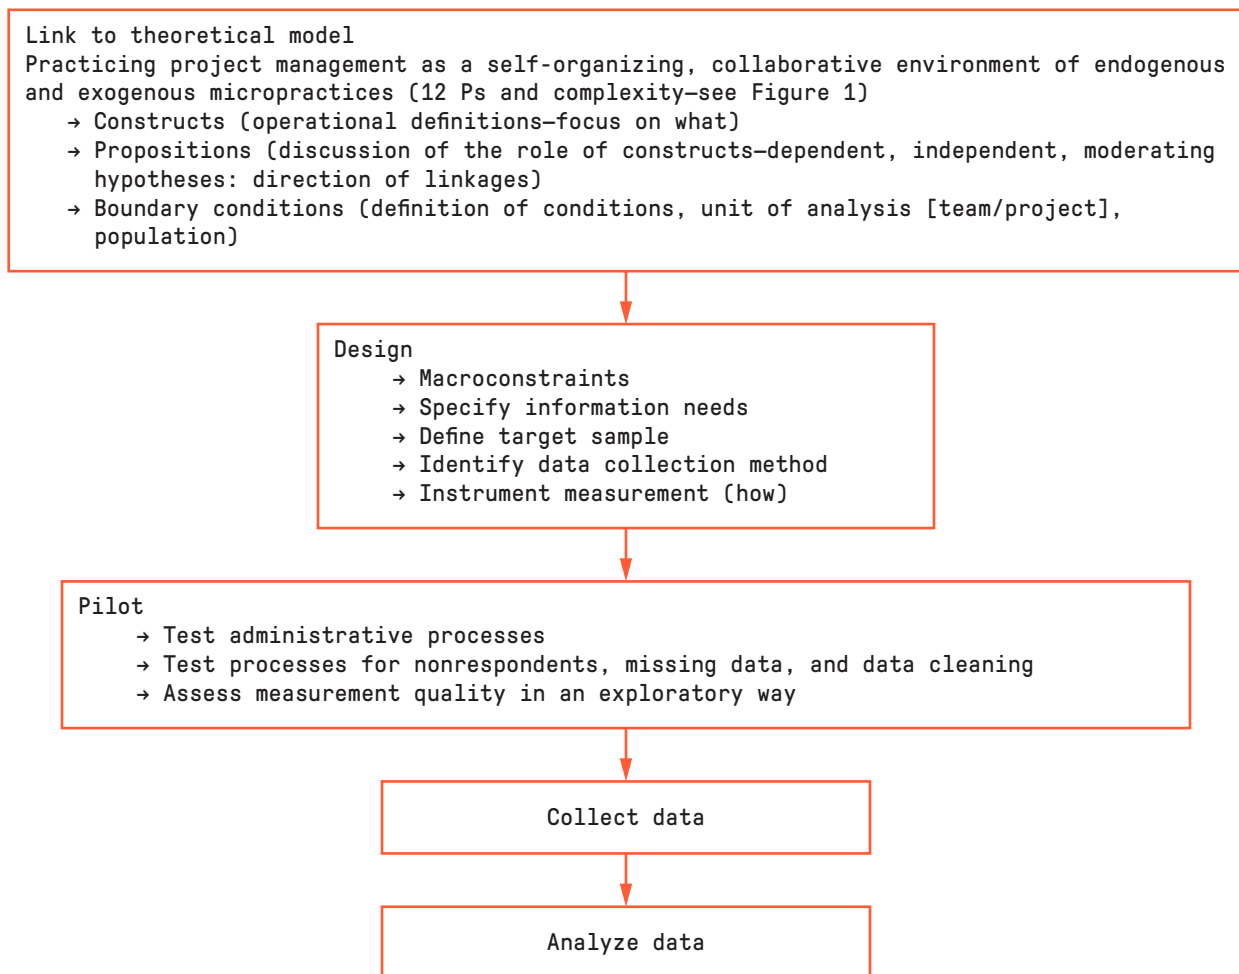 Link to theoretical model
Practicing project management as a self-organizing, collaborative environment of endogenous
and exogenous micropractices (12 Ps and complexity—see Figure 1)
→ Constructs (operational definitions—focus on what)
→ Propositions (discussion of the role of constructs—dependent, independent, moderating
hypotheses: direction of linkages)
→ Boundary conditions (definition of conditions, unit of analysis [team/project],
population)
Design
→ Macroconstraints
→ Specify information needs
→ Define target sample
→ Identify data collection method
→ Instrument measurement (how)
Pilot
→ Test administrative processes
→ Test processes for nonrespondents, missing data, and data cleaning
→ Assess measurement quality in an exploratory way
Collect data
Analyze data